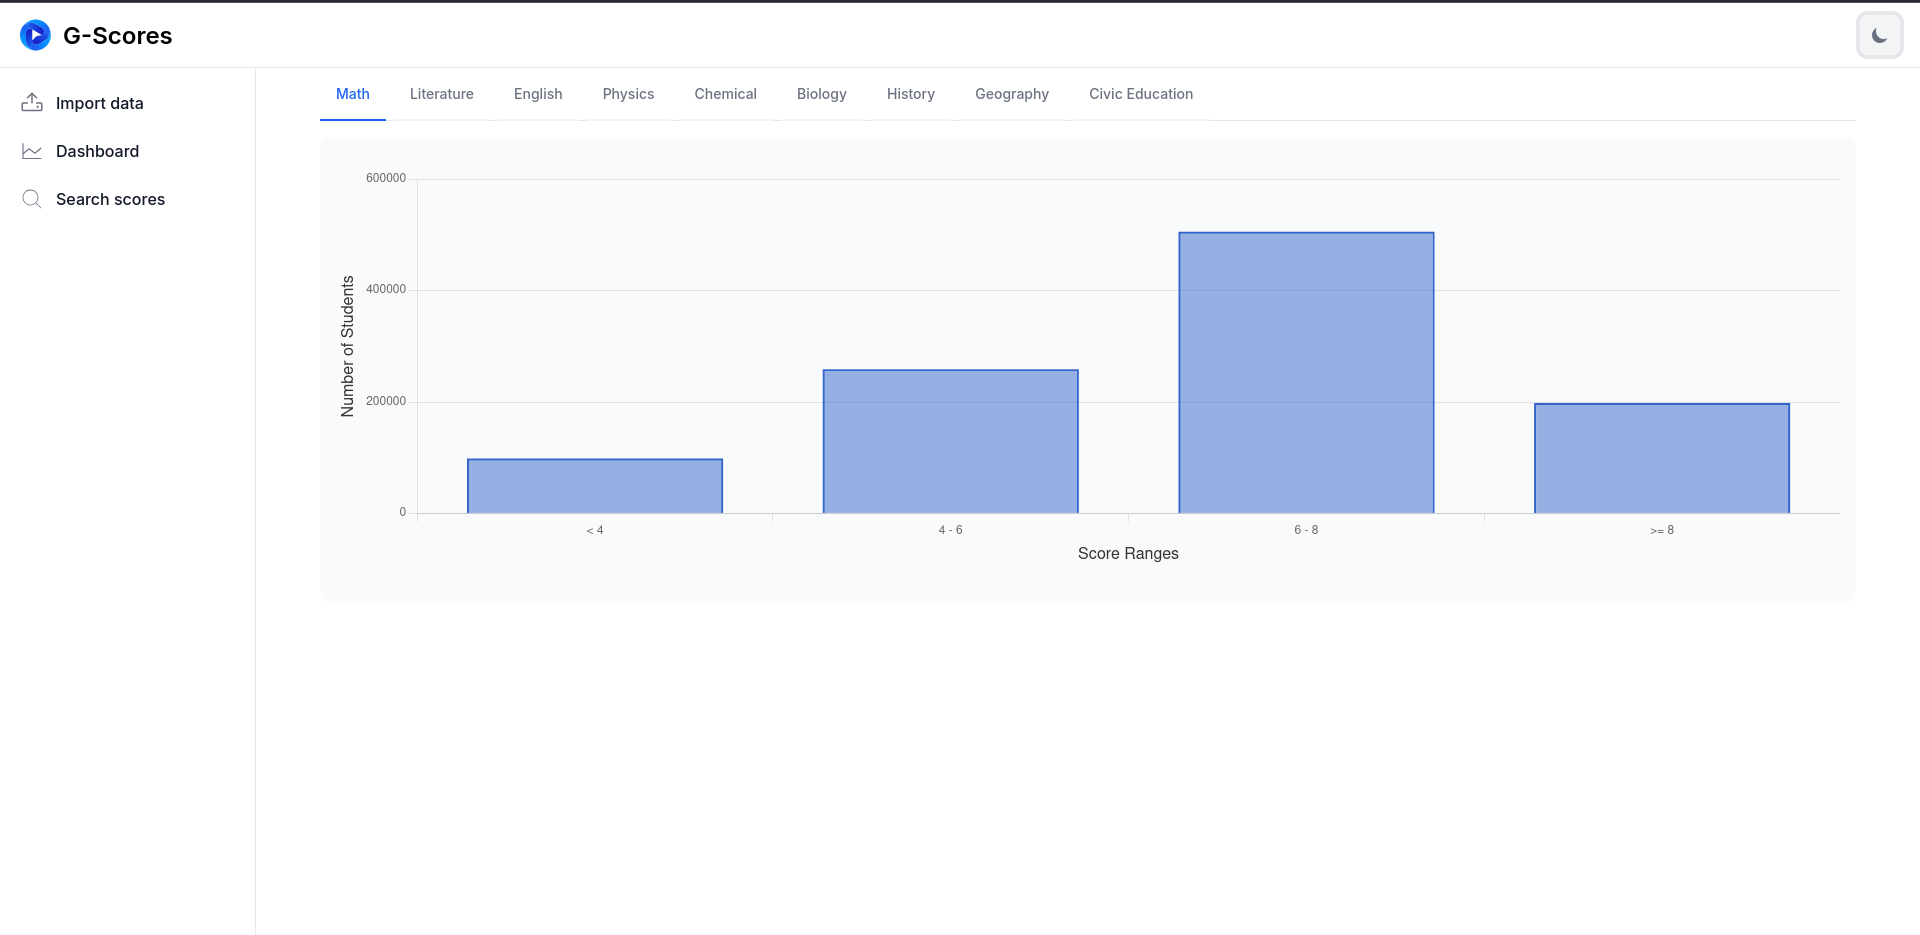 G-Scores
Import data
Dashboard
Search scores
Math Literature English Physics Chemical Biology History Geography Civic Education
600000
400000
200000
0
Number of Students
< 4 4 - 6 6 - 8 >= 8
Score Ranges